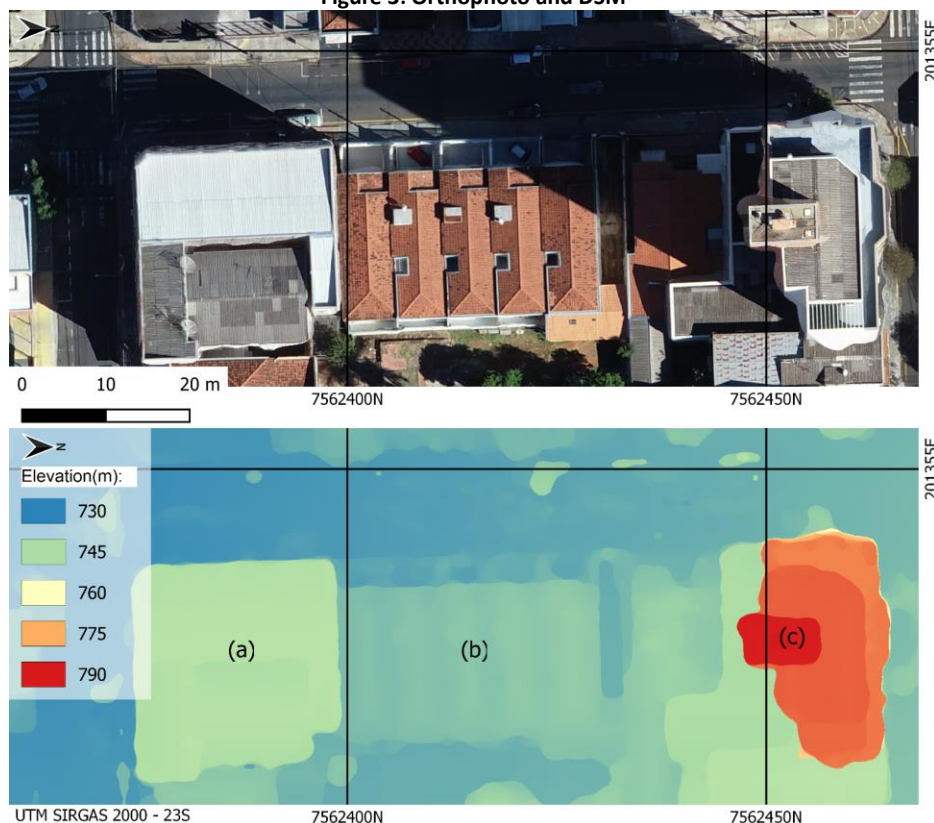 Figure 3: Orthophoto and DSM
N
201355E
0 10 20 m
7562400N 7562450N
N
Elevation(m):
730
745
760
775
790
(a)
(b)
(c)
201355E
UTM SIRGAS 2000 - 23S
7562400N 7562450N